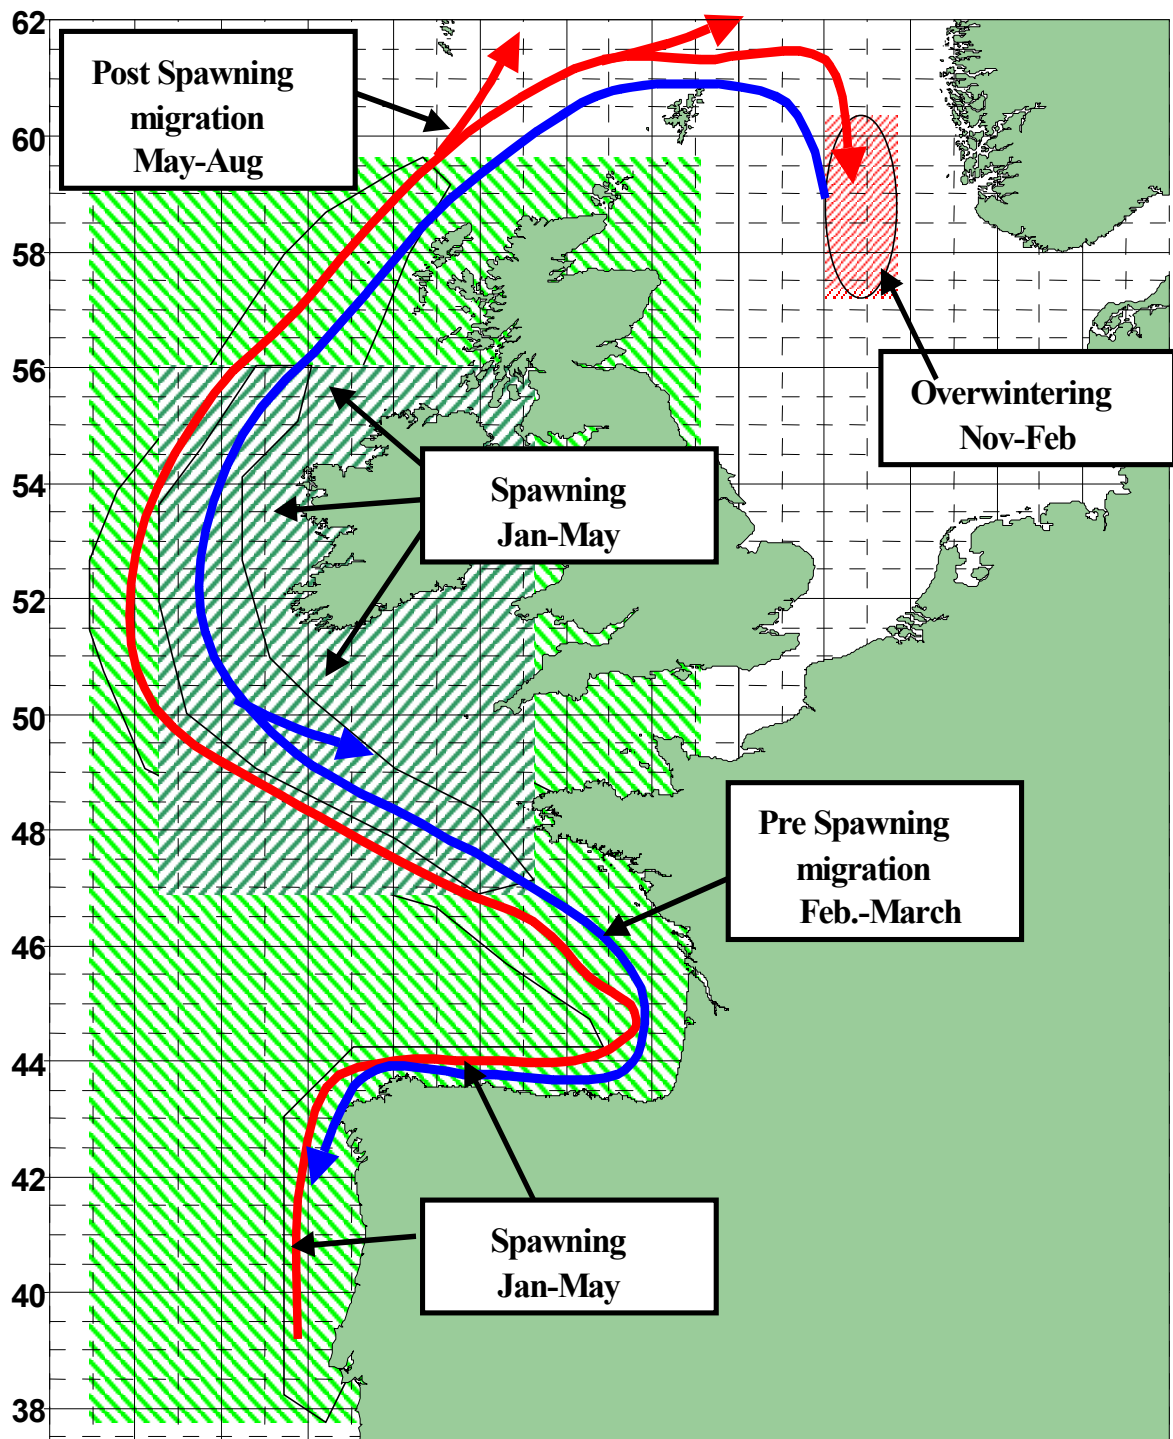 62
Post Spawning
migration
May-Aug
60
58
56
Overwintering
Nov-Feb
54
Spawning
Jan-May
52
50
48
Pre Spawning
migration
Feb.-March
46
44
42
Spawning
Jan-May
40
38